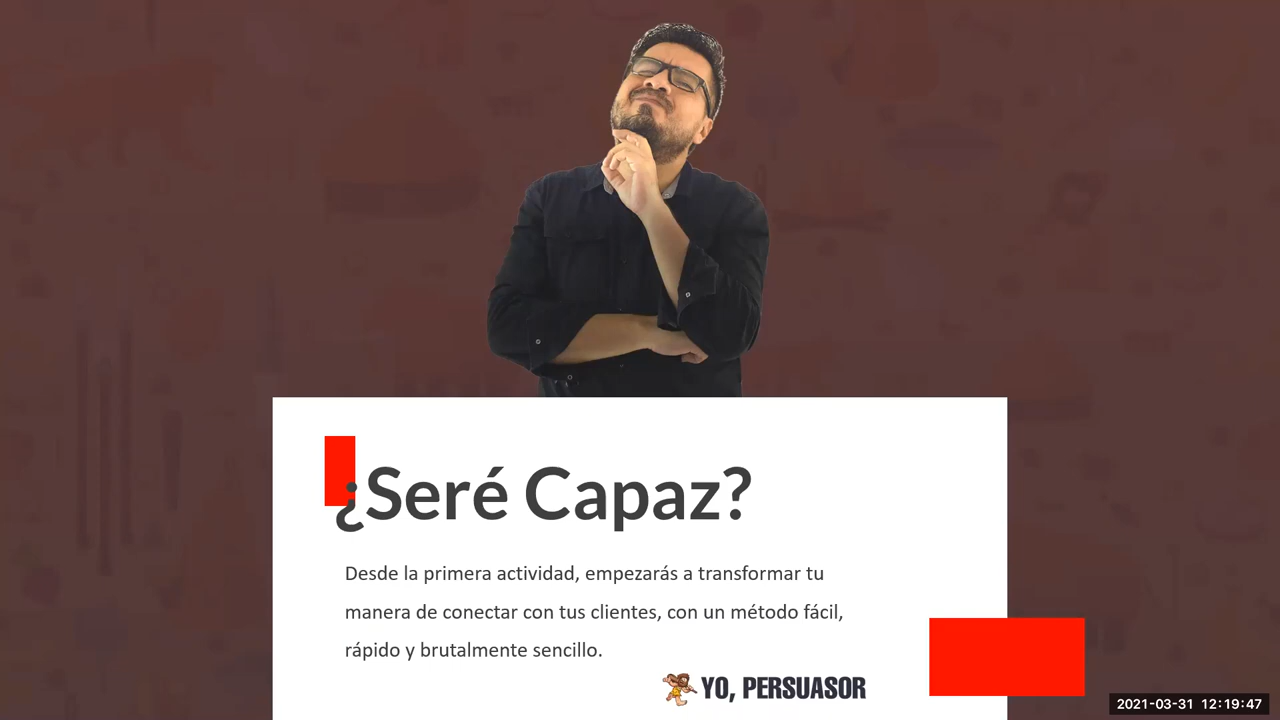 ¿Seré Capaz?
Desde la primera actividad, empezarás a transformar tu
manera de conectar con tus clientes, con un método fácil,
rápido y brutalmente sencillo.
YO, PERSUASOR
2021-03-31 12:19:47